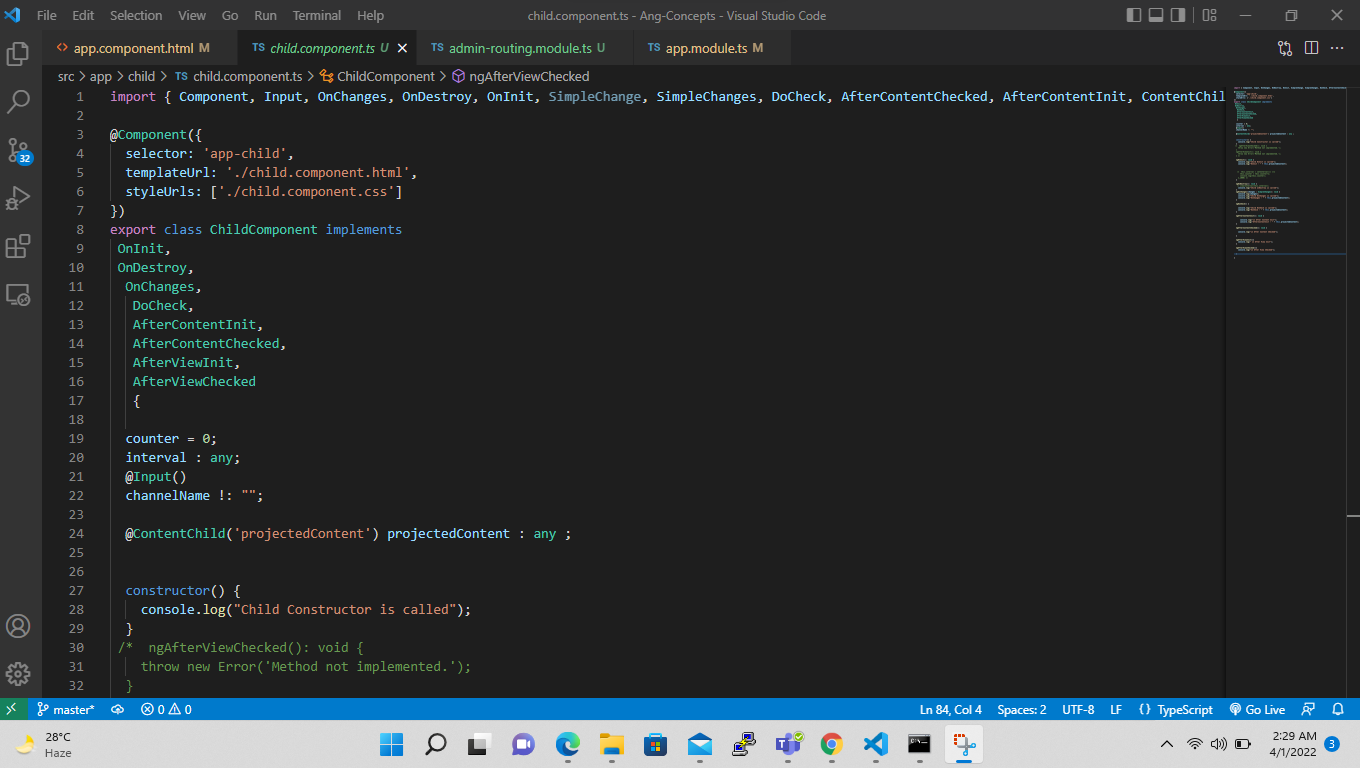 File Edit Selection View Go Run Terminal Help child.component.ts - Ang-Concepts - Visual Studio Code
app.component.html M TS child.component.ts U TS admin-routing.module.ts U TS app.module.ts M
src > app > child > TS child.component.ts > ChildComponent > ngAfterViewChecked
1 import { Component, Input, OnChanges, OnDestroy, OnInit, SimpleChange, SimpleChanges, DoCheck, AfterContentChecked, AfterContentInit, ContentChil
2
3 @Component({
4 selector: 'app-child',
5 templateUrl: './child.component.html',
6 styleUrls: ['./child.component.css']
7 })
8 export class ChildComponent implements
9 OnInit,
10 OnDestroy,
11 OnChanges,
12 DoCheck,
13 AfterContentInit,
14 AfterContentChecked,
15 AfterViewInit,
16 AfterViewChecked
17 {
18
19 counter = 0;
20 interval : any;
21 @Input()
22 channelName !: "";
23
24 @ContentChild('projectedContent') projectedContent : any ;
25
26
27 constructor() {
28 console.log("Child Constructor is called");
29 }
30 /* ngAfterViewChecked(): void {
31 throw new Error('Method not implemented.');
32 }
32
master* 0 0 Ln 84, Col 4 Spaces: 2 UTF-8 LF {} TypeScript Go Live
28°C
Haze
2:29 AM
4/1/2022 3